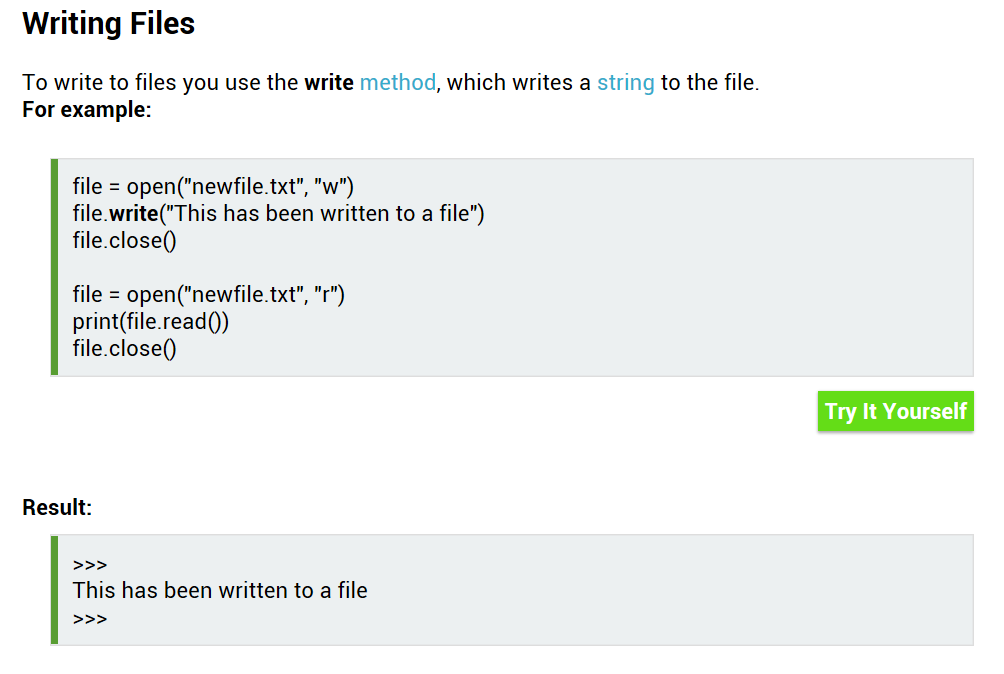 Writing Files
To write to files you use the write method, which writes a string to the file.
For example:
file = open("newfile.txt", "w")
file.write("This has been written to a file")
file.close()
file = open("newfile.txt", "r")
print(file.read())
file.close()
Try It Yourself
Result:
>>>
This has been written to a file
>>>